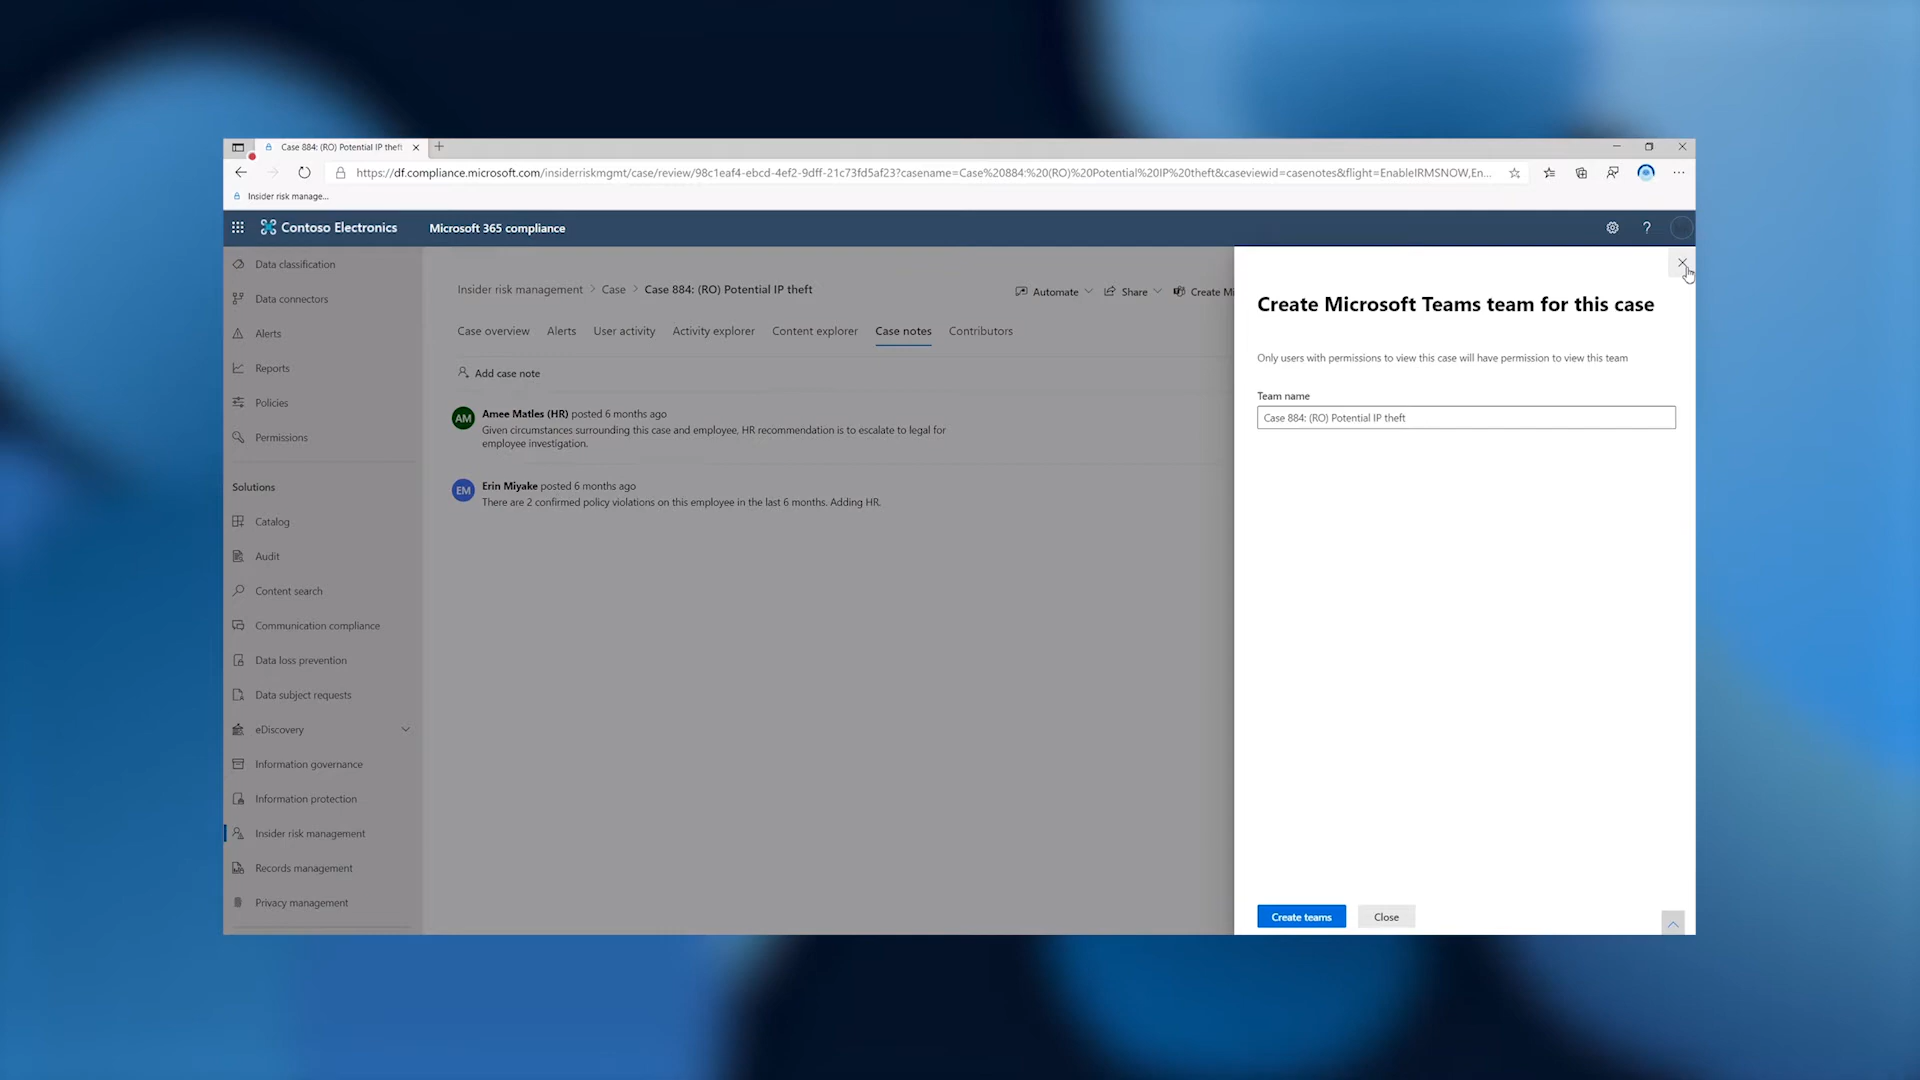 Case 884: (RO) Potential IP theft
https://df.compliance.microsoft.com/insiderriskmgmt/case/review/98c1eaf4-ebcd-4ef2-9dff-21c73fd5af23?casename=Case%20884:%20(RO)%20Potential%20IP%20theft&caseviewid=casenotes&flight=EnableIRMSNOW,En...
Insider risk manage...
Contoso Electronics
Microsoft 365 compliance
?
Data classification
Data connectors
Alerts
Reports
Policies
Permissions
Solutions
Catalog
Audit
Content search
Communication compliance
Data loss prevention
Data subject requests
eDiscovery
Information governance
Information protection
Insider risk management
Records management
Privacy management
Insider risk management > Case > Case 884: (RO) Potential IP theft
Automate
Share
Create Mi
Case overview
Alerts
User activity
Activity explorer
Content explorer
Case notes
Contributors
Add case note
AM
Amee Matles (HR) posted 6 months ago
Given circumstances surrounding this case and employee, HR recommendation is to escalate to legal for
employee investigation.
EM
Erin Miyake posted 6 months ago
There are 2 confirmed policy violations on this employee in the last 6 months. Adding HR.
Create Microsoft Teams team for this case
Only users with permissions to view this case will have permission to view this team
Team name
Case 884: (RO) Potential IP theft
Create teams
Close